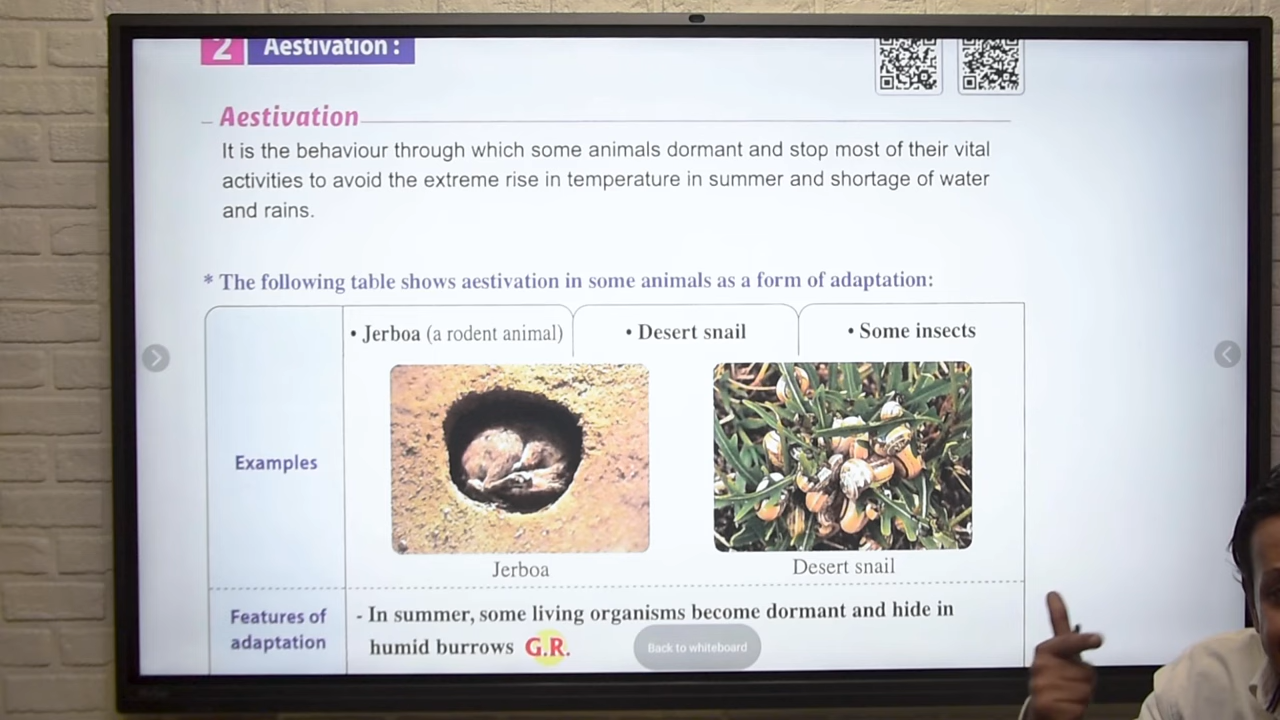 2 Aestivation :
Aestivation
It is the behaviour through which some animals dormant and stop most of their vital
activities to avoid the extreme rise in temperature in summer and shortage of water
and rains.
* The following table shows aestivation in some animals as a form of adaptation:
• Jerboa (a rodent animal)
• Desert snail
• Some insects
Examples
Jerboa
Desert snail
Features of
adaptation
- In summer, some living organisms become dormant and hide in
humid burrows G.R.
Back to whiteboard